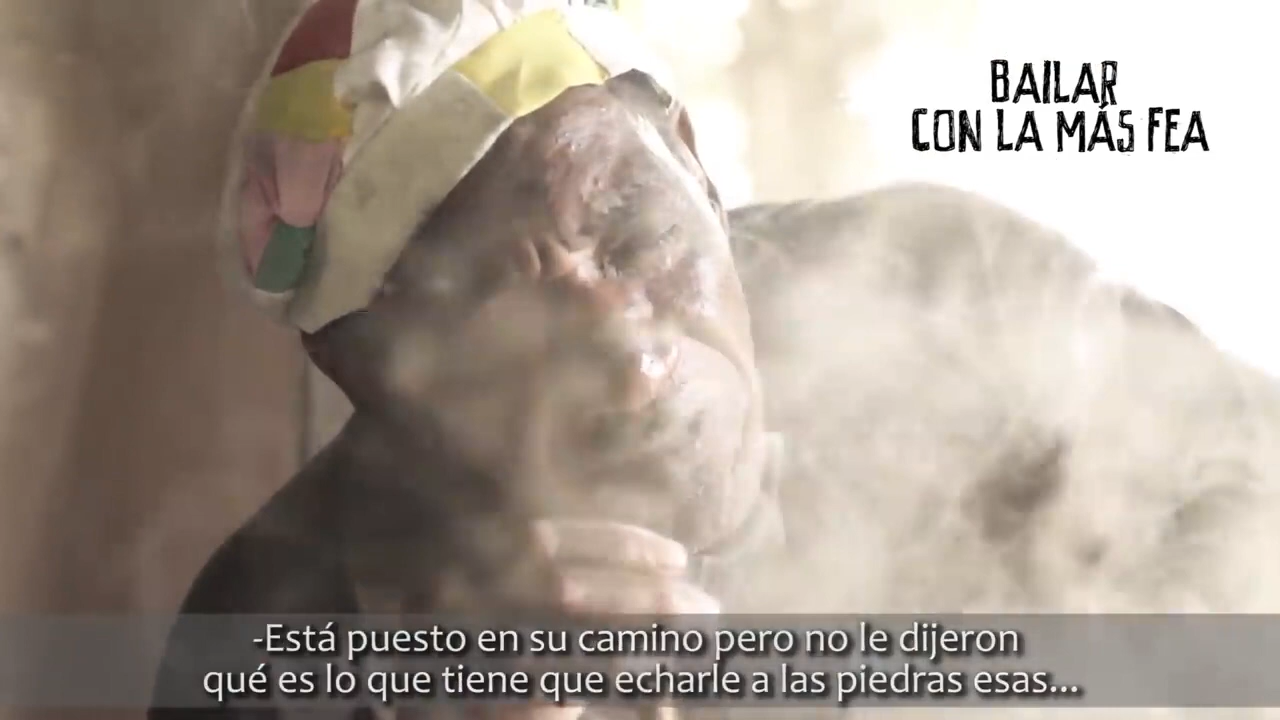 BAILAR
CON LA MÁS FEA
-Está puesto en su camino pero no le dijeron
qué es lo que tiene que echarle a las piedras esas...